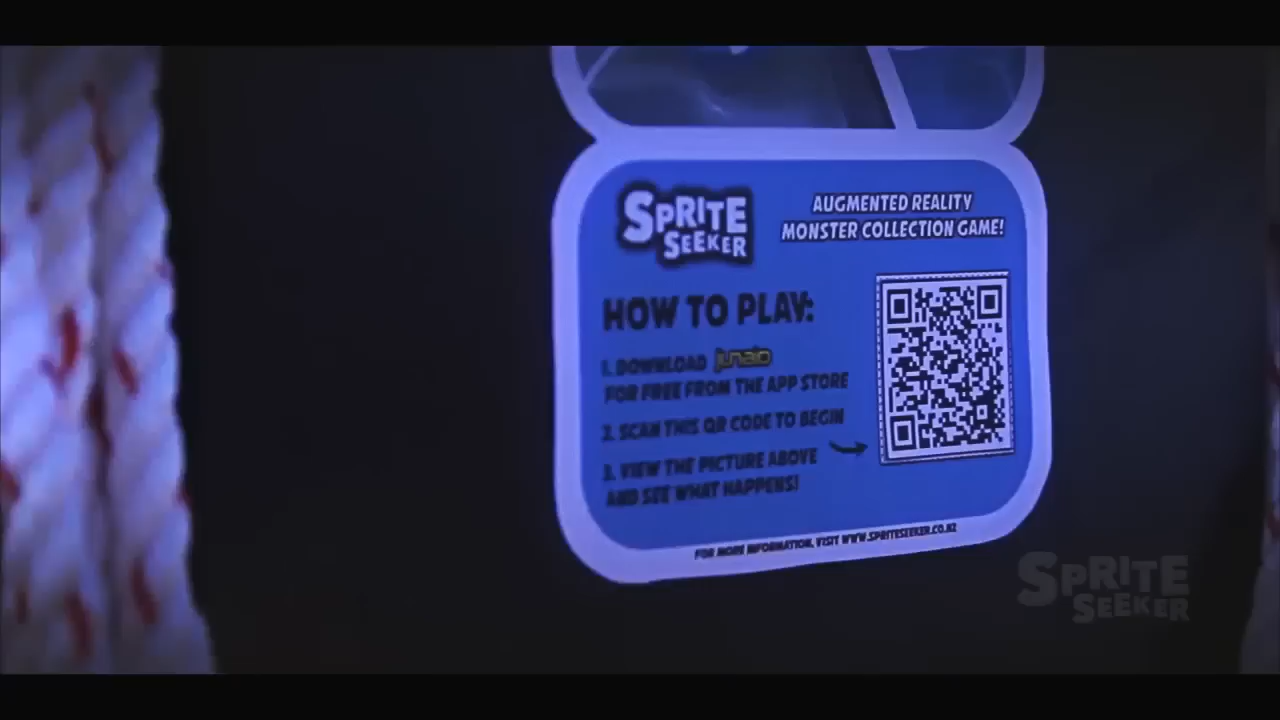 SPRITE
SEEKER
AUGMENTED REALITY
MONSTER COLLECTION GAME!
HOW TO PLAY:
1. DOWNLOAD junaio
FOR FREE FROM THE APP STORE
2. SCAN THIS QR CODE TO BEGIN
3. VIEW THE PICTURE ABOVE
AND SEE WHAT HAPPENS!
FOR MORE INFORMATION, VISIT WWW.SPRITESEEKER.CO.NZ
SPRITE
SEEKER